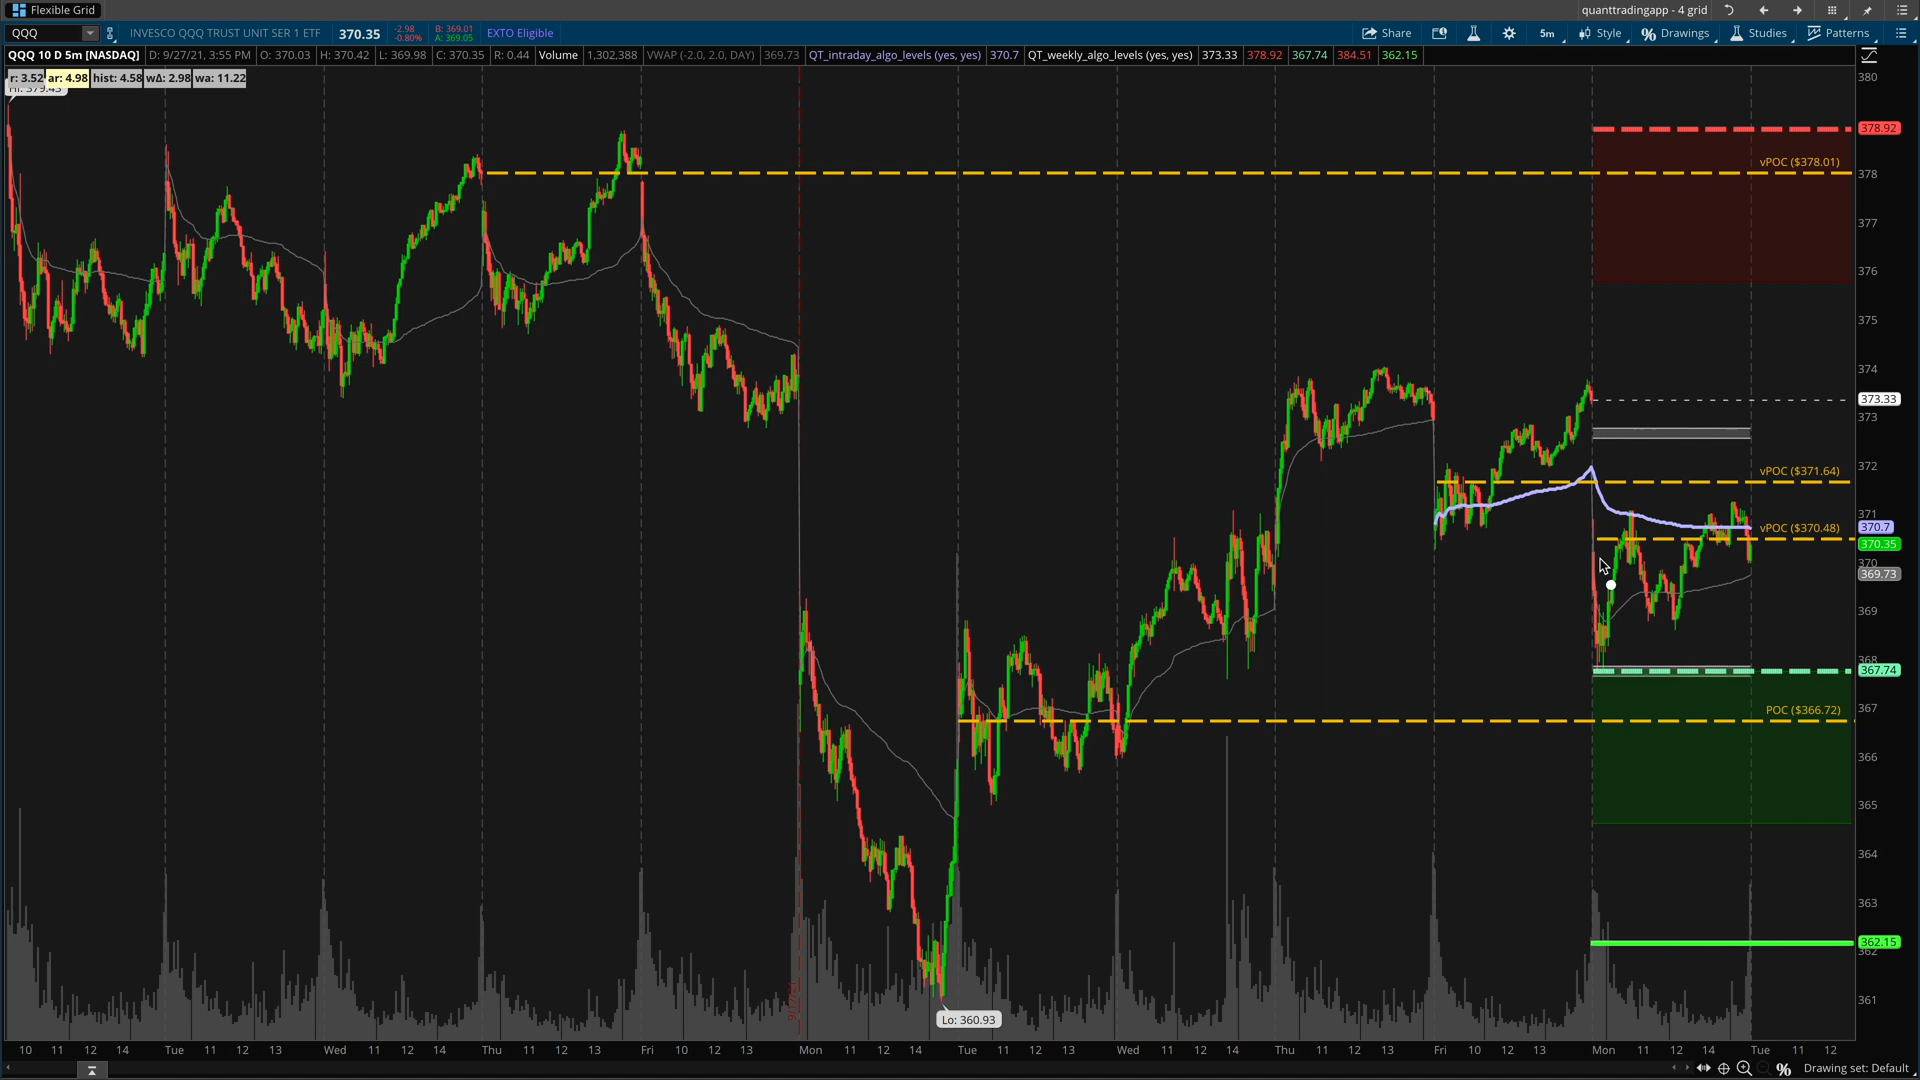 Flexible Grid
quanttradingapp - 4 grid
QQQ
INVESCO QQQ TRUST UNIT SER 1 ETF
370.35
-2.98
-0.80%
B: 369.01
A: 369.05
EXTO Eligible
Share
5m
Style
Drawings
Studies
Patterns
QQQ 10 D 5m [NASDAQ]
D: 9/27/21, 3:55 PM
O: 370.03
H: 370.42
L: 369.98
C: 370.35
R: 0.44
Volume
1,302,388
VWAP (-2.0, 2.0, DAY)
369.73
QT_intraday_algo_levels (yes, yes)
370.7
QT_weekly_algo_levels (yes, yes)
373.33
378.92
367.74
384.51
362.15
r: 3.52
ar: 4.98
hist: 4.58
wΔ: 2.98
wa: 11.22
Hi: 379.43
380
378.92
vPOC ($378.01)
378
377
376
375
374
373.33
373
372
vPOC ($371.64)
371
370.7
vPOC ($370.48)
370.35
370
369.73
369
368
367.74
367
POC ($366.72)
366
365
364
363
362.15
362
361
Lo: 360.93
10 11 12 14 Tue 11 12 13 Wed 11 12 14 Thu 11 12 13 Fri 10 12 13 Mon 11 12 14 Tue 11 12 13 Wed 11 12 14 Thu 11 12 13 Fri 10 12 13 Mon 11 12 14 Tue 11 12
Drawing set: Default